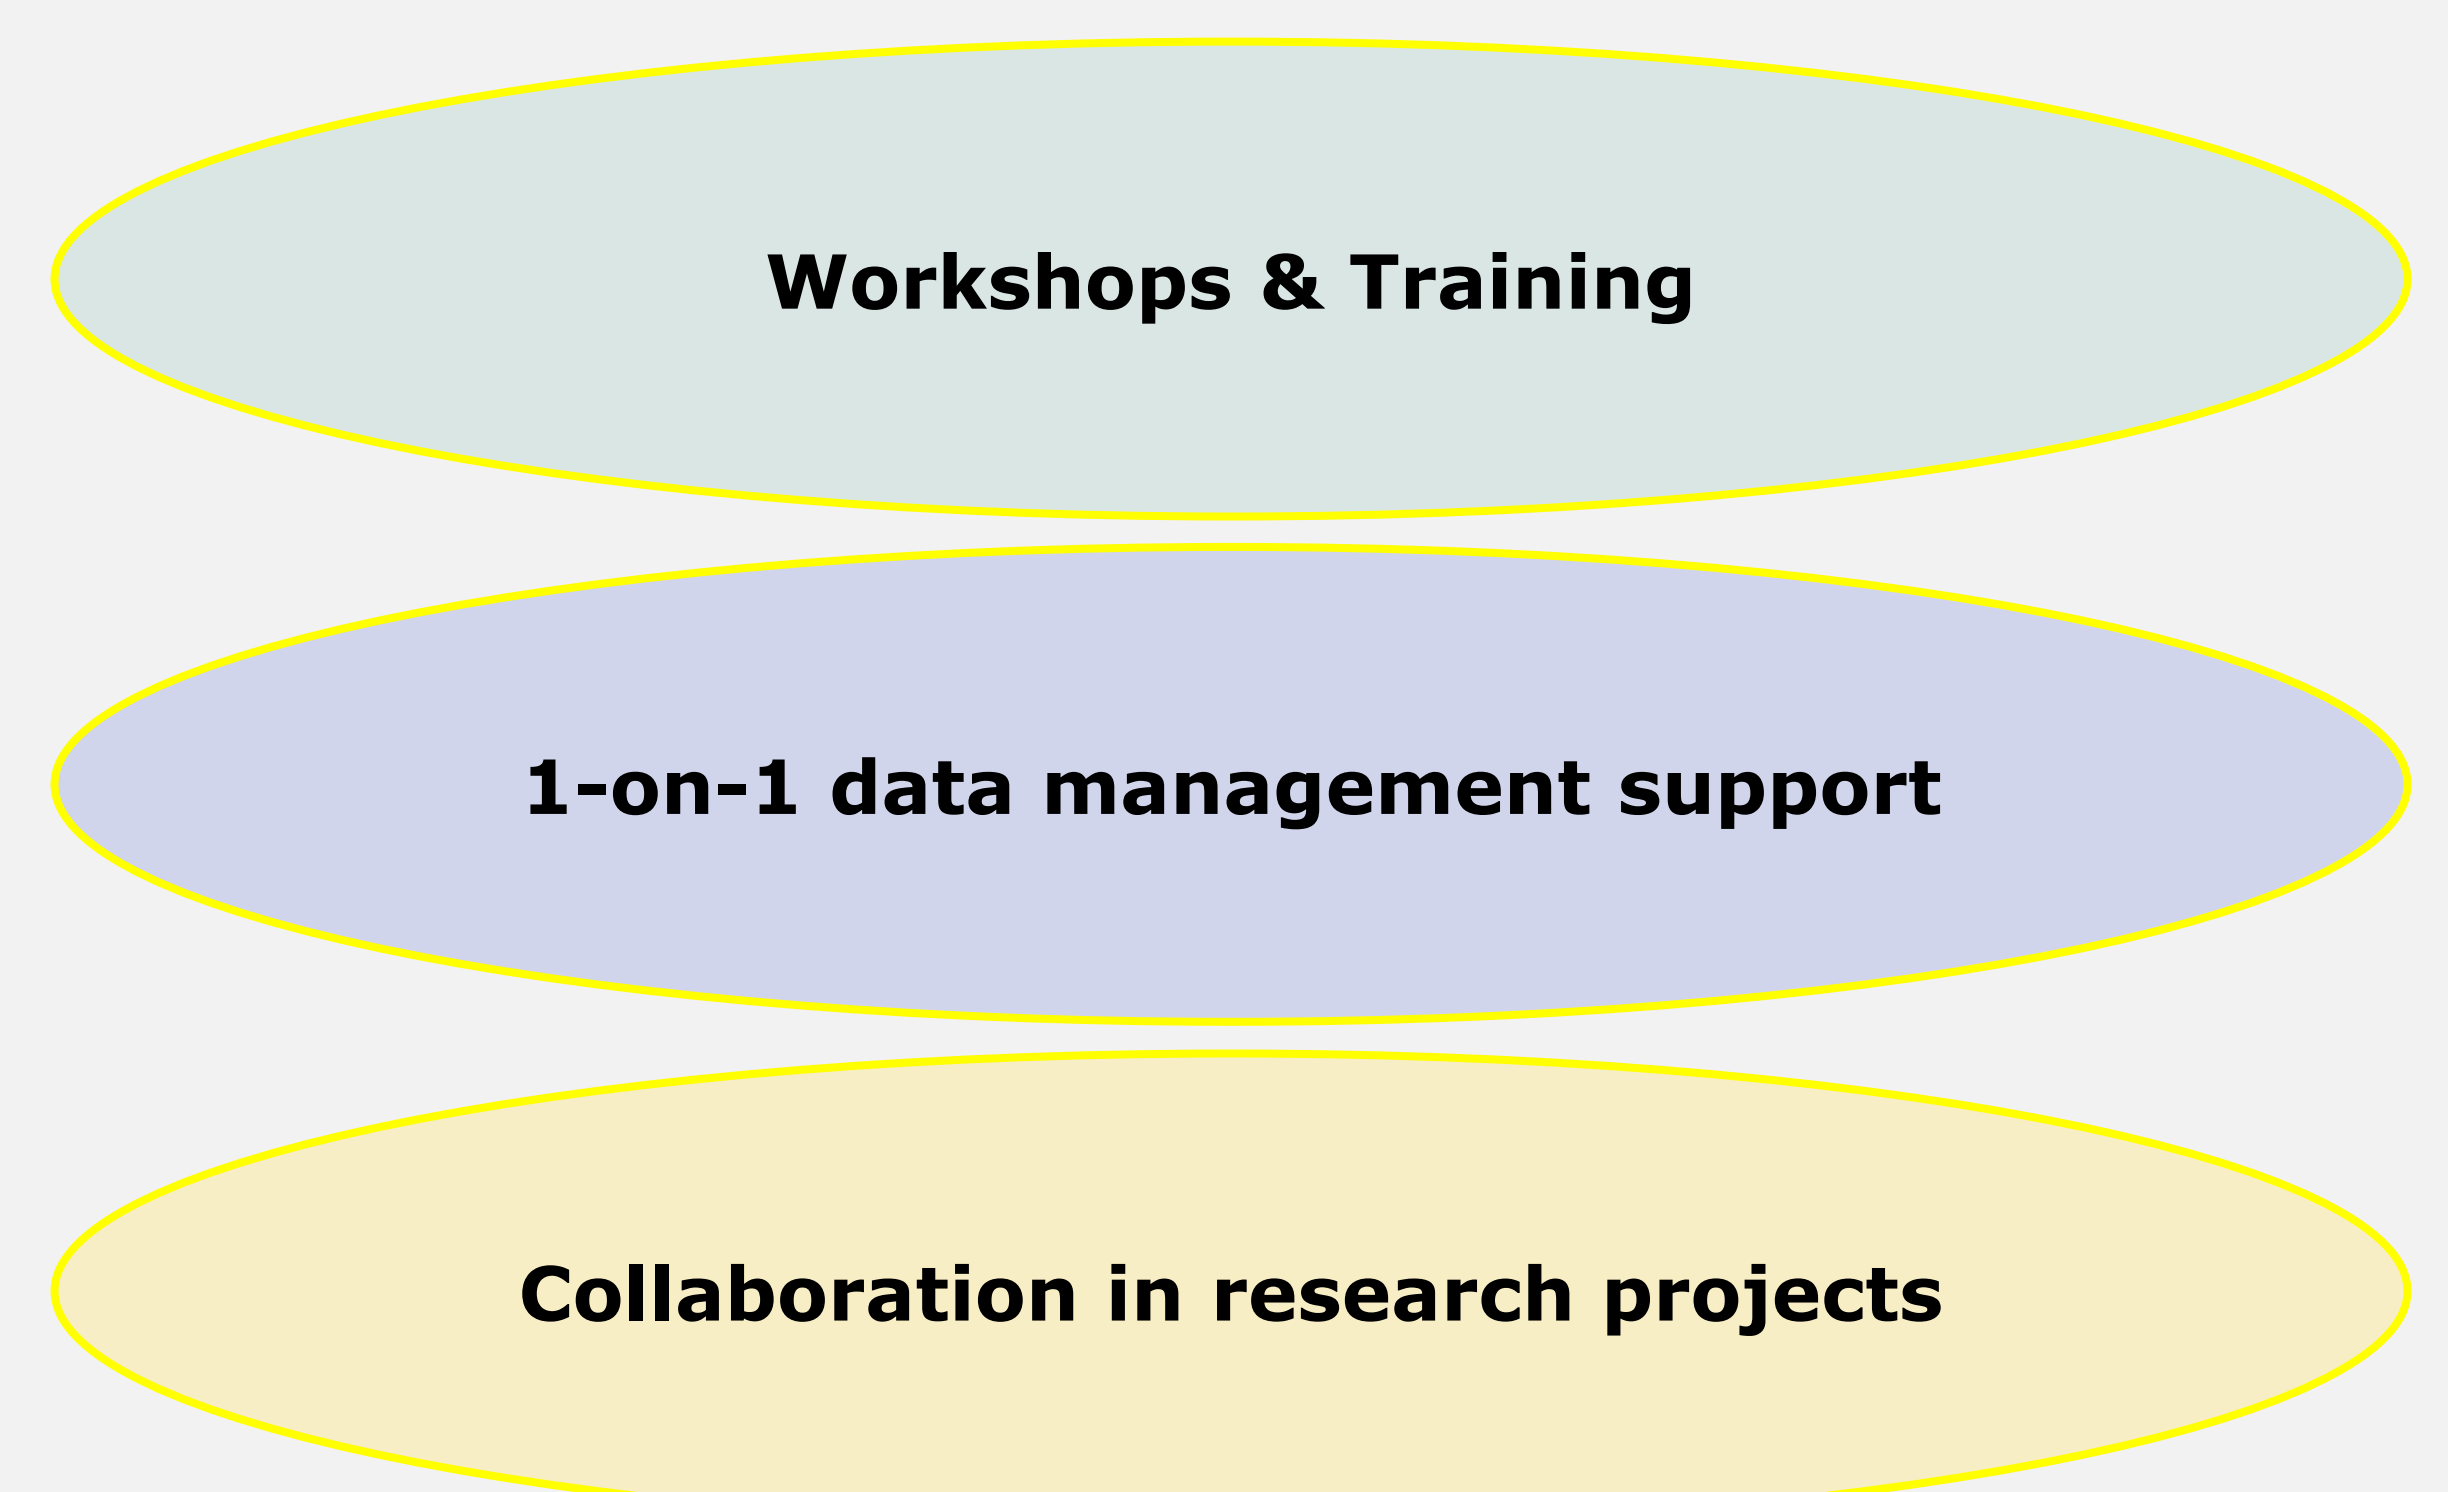 Workshops & Training
1-on-1 data management support
Collaboration in research projects